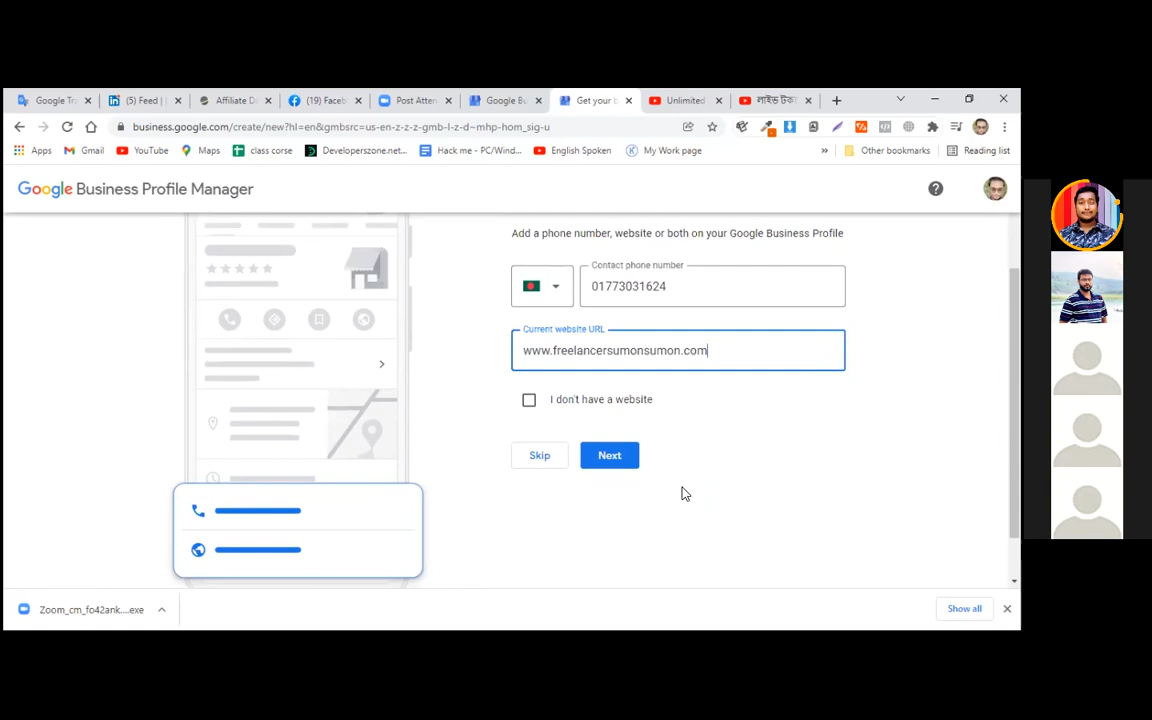 Google Tra
(5) Feed |
Affiliate Da
(19) Faceb
Post Atten
Google Bu
Get your b
Unlimited
লাইভ টকা
business.google.com/create/new?hl=en&gmbsrc=us-en-z-z-z-gmb-l-z-d~mhp-hom_sig-u
Apps
Gmail
YouTube
Maps
class corse
Developerszone.net...
Hack me - PC/Wind...
English Spoken
My Work page
»
Other bookmarks
Reading list
Google Business Profile Manager
Add a phone number, website or both on your Google Business Profile
Contact phone number
01773031624
Current website URL
www.freelancersumonsumon.com
I don't have a website
Skip
Next
Zoom_cm_fo42ank....exe
Show all